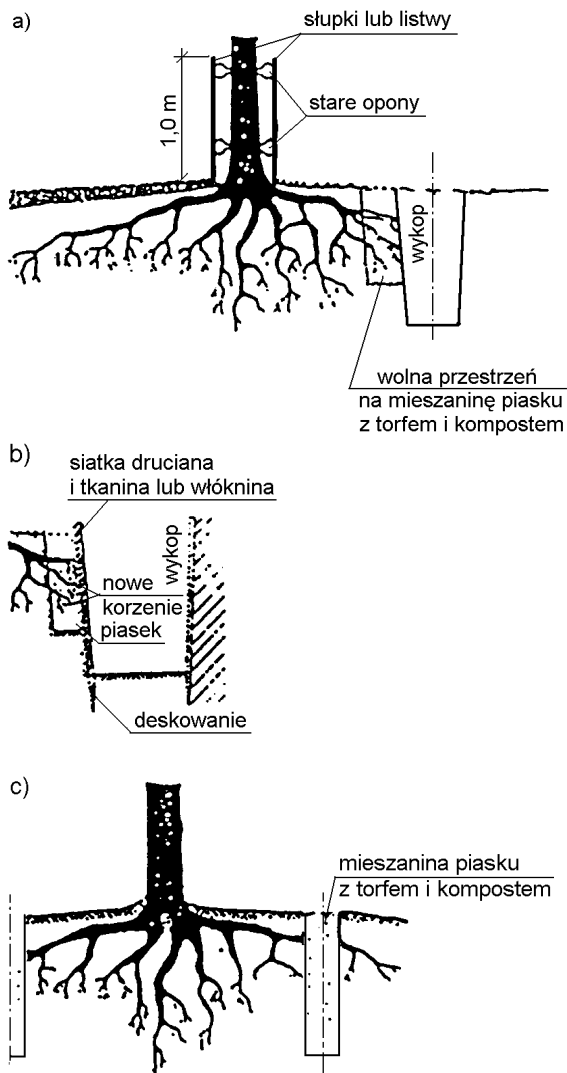 a)
słupki lub listwy
stare opony
1,0 m
wykop
wolna przestrzeń
na mieszaninę piasku
z torfem i kompostem
b)
siatka druciana
i tkanina lub włóknina
wykop
nowe
korzenie
piasek
deskowanie
c)
mieszanina piasku
z torfem i kompostem